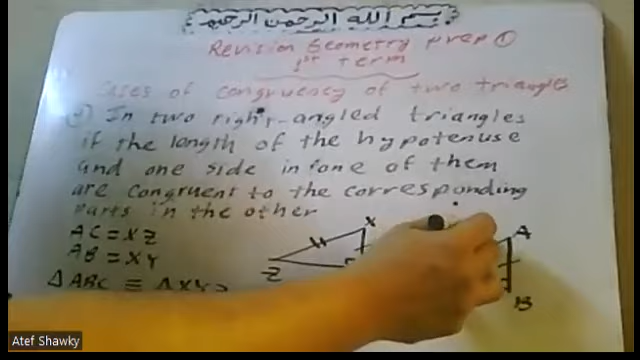 بسم الله الرحمن الرحيم
Revision Geometry prep ①
1st term
Cases of congruency of two triangles
In two right-angled triangles
if the length of the hypotenuse
and one side in one of them
are congruent to the corresponding
parts in the other
AC = XZ
AB = XY
Δ ABC ≡ Δ XYZ
X
Z
A
B
Atef Shawky